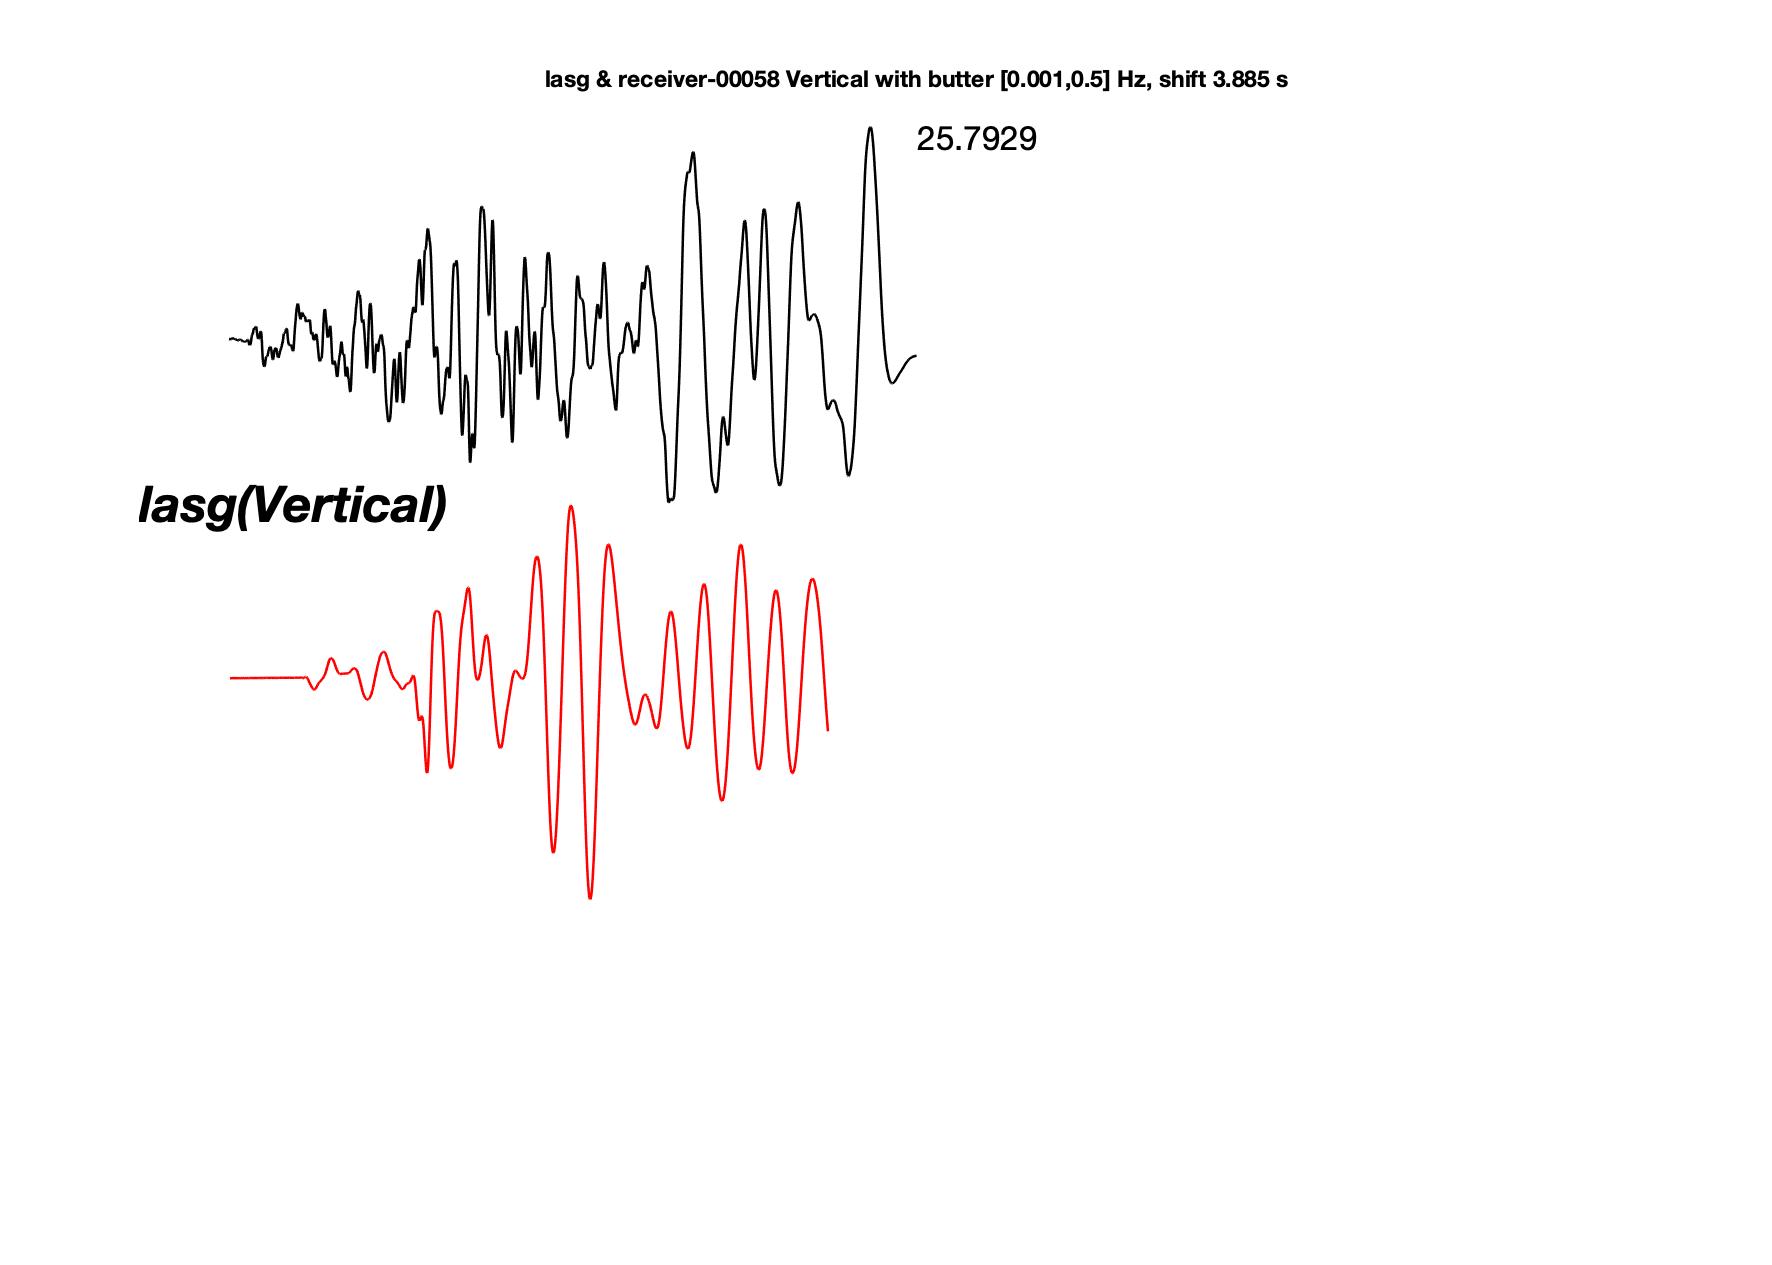 lasg & receiver-00058 Vertical with butter [0.001,0.5] Hz, shift 3.885 s
25.7929
lasg(Vertical)